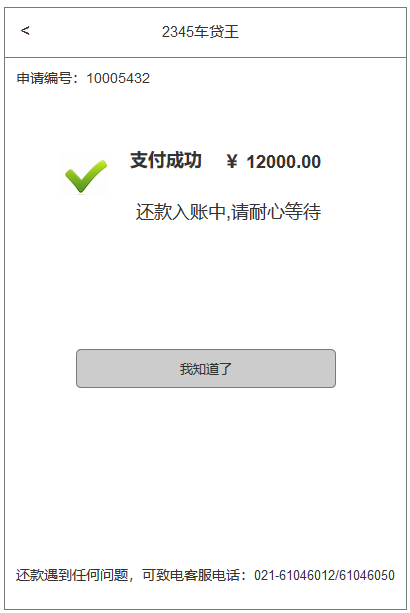 <
2345车贷王
申请编号：10005432
支付成功 ￥ 12000.00
还款入账中,请耐心等待
我知道了
还款遇到任何问题，可致电客服电话：021-61046012/61046050